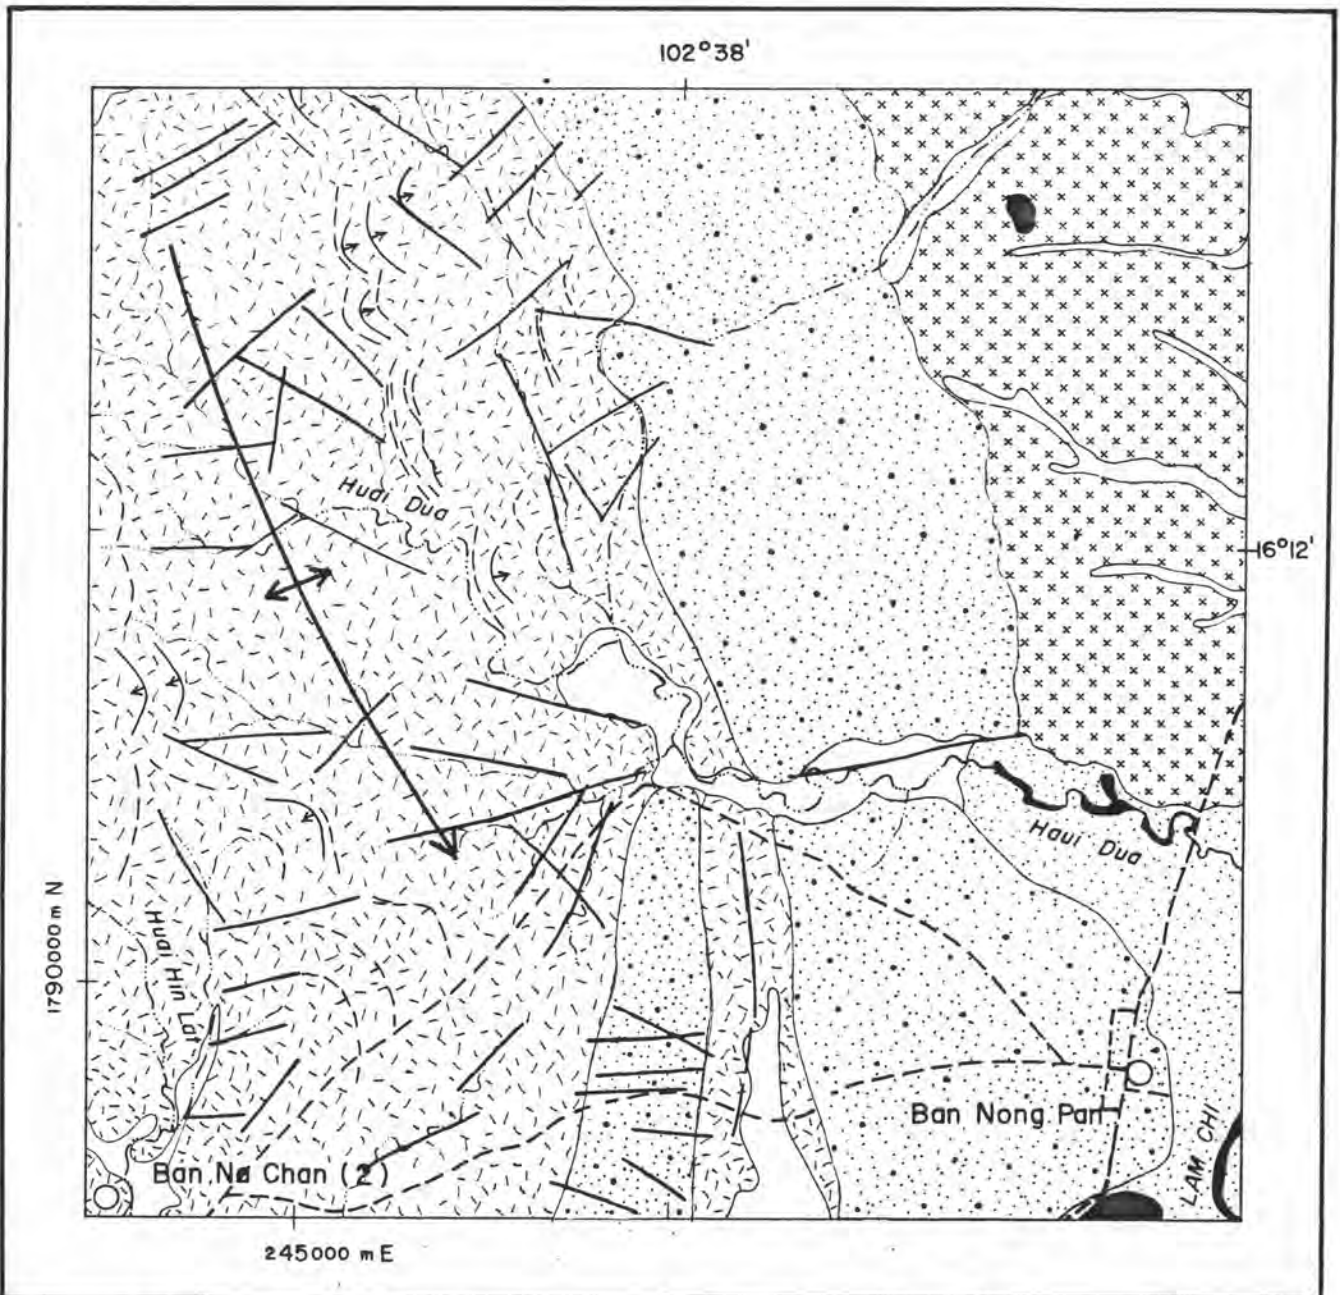 102°38'
Huai Dua
16°12'
Haui Dua
1790000 m N
Huai Hin Lat
Ban Nong Pan
LAM CHI
Ban Na Chan (2)
245000 m E